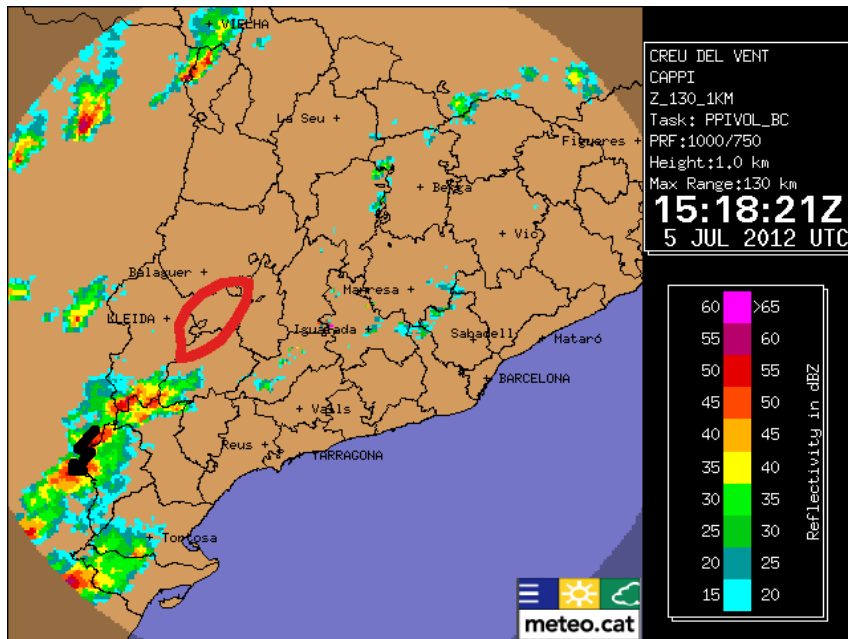 VIELHA
La Seu
Figueres
Berga
Vic
Balaguer
Manresa
LLEIDA
Igualada
Sabadell
Mataró
BARCELONA
Valls
Reus
TARRAGONA
Tortosa
meteo.cat
CREU DEL VENT
CAPPI
Z_130_1KM
Task: PPIVOL_BC
PRF:1000/750
Height:1.0 km
Max Range:130 km
15:18:21Z
5 JUL 2012 UTC
60 >65
55 60
50 55
45 50
40 45
35 40
30 35
25 30
20 25
15 20
Reflectivity in dBZ